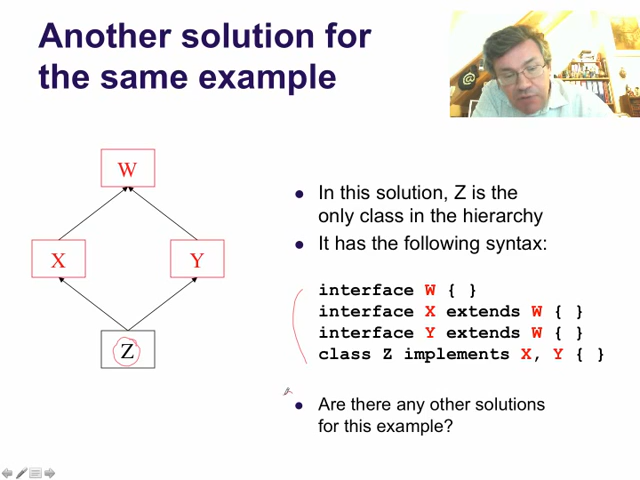 Another solution for
the same example
W
X
Y
Z
● In this solution, Z is the
only class in the hierarchy
● It has the following syntax:
interface W { }
interface X extends W { }
interface Y extends W { }
class Z implements X, Y { }
● Are there any other solutions
for this example?